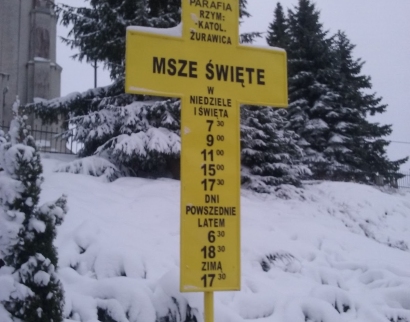 PARAFIA
RZYM-
KATOL.
ŻURAWICA
MSZE ŚWIĘTE
W
NIEDZIELE
I ŚWIĘTA
7 30
9 00
11 00
15 00
17 30
DNI
POWSZEDNIE
LATEM
6 30
18 30
ZIMĄ
17 30